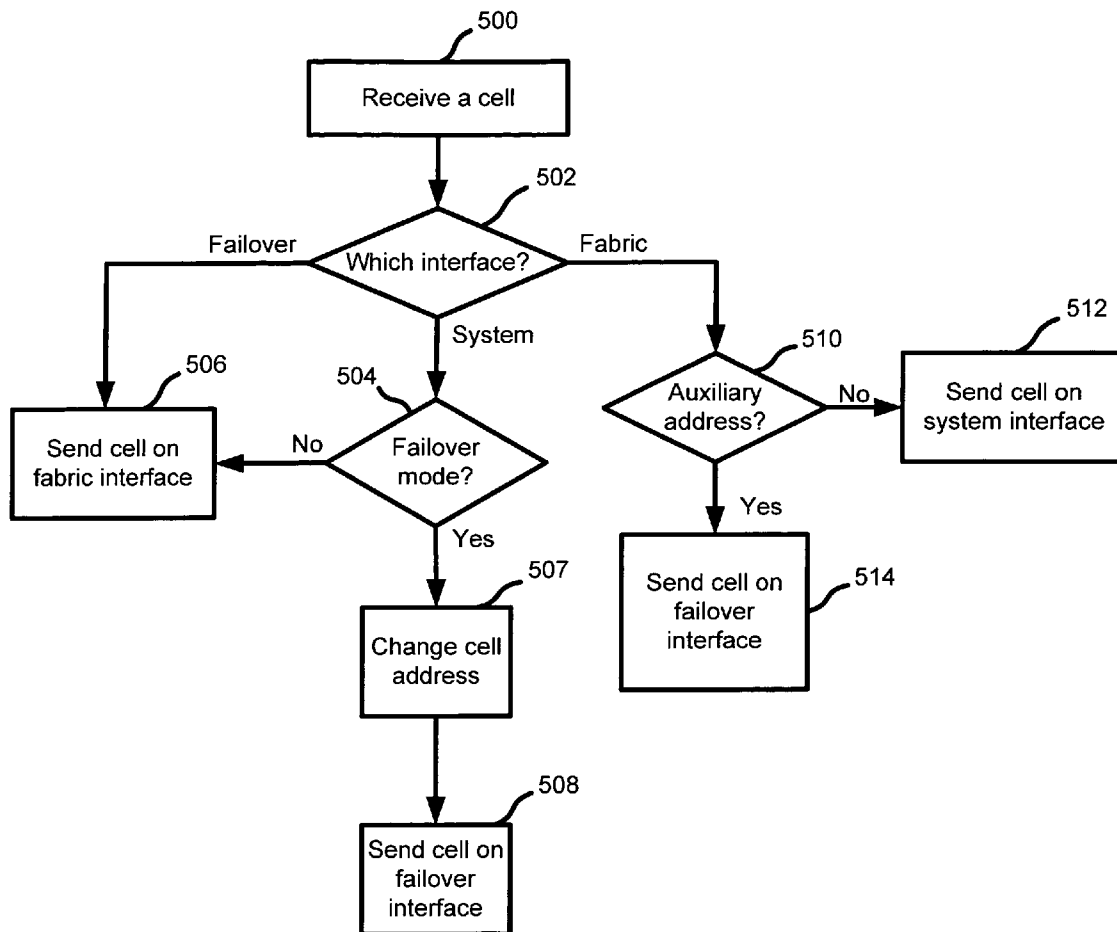 500
Receive a cell
502
Failover
Which interface?
Fabric
System
512
506
504
510
Send cell on
fabric interface
No
Failover
mode?
Auxiliary
address?
No
Send cell on
system interface
Yes
Yes
507
514
Change cell
address
Send cell on
failover
interface
508
Send cell on
failover
interface